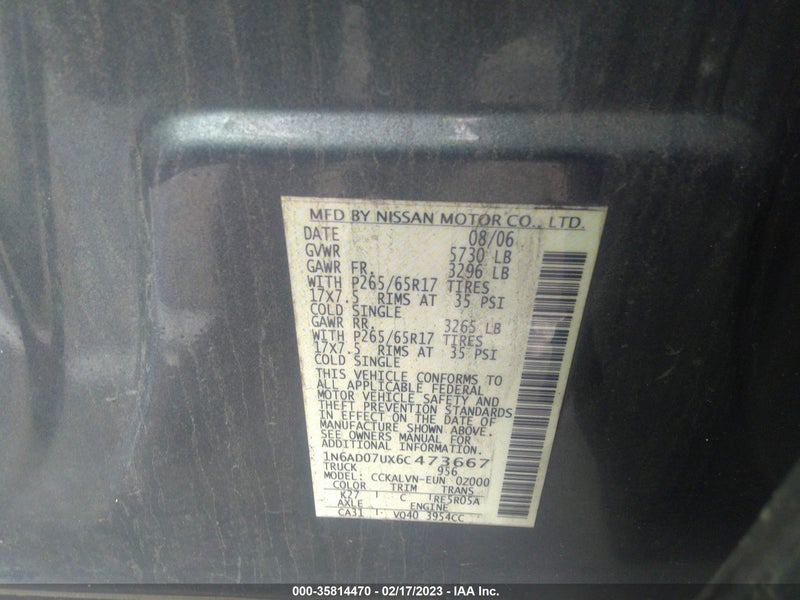 MFD BY NISSAN MOTOR CO., LTD.
DATE 08/06
GVWR 5730 LB
GAWR FR. 3296 LB
WITH P265/65R17 TIRES
17X7.5 RIMS AT 35 PSI
COLD SINGLE
GAWR RR. 3265 LB
WITH P265/65R17 TIRES
17X7.5 RIMS AT 35 PSI
COLD SINGLE
THIS VEHICLE CONFORMS TO
ALL APPLICABLE FEDERAL
MOTOR VEHICLE SAFETY AND
THEFT PREVENTION STANDARDS
IN EFFECT ON THE DATE OF
MANUFACTURE SHOWN ABOVE.
SEE OWNERS MANUAL FOR
ADDITIONAL INFORMATION.
1N6AD07UX6C473667
TRUCK 956
MODEL: CCKALVN-EUN 0Z000
COLOR TRIM TRANS
K27 C RE5R05A
AXLE ENGINE
CA31 VQ40 3954CC
000-35814470 - 02/17/2023 - IAA Inc.